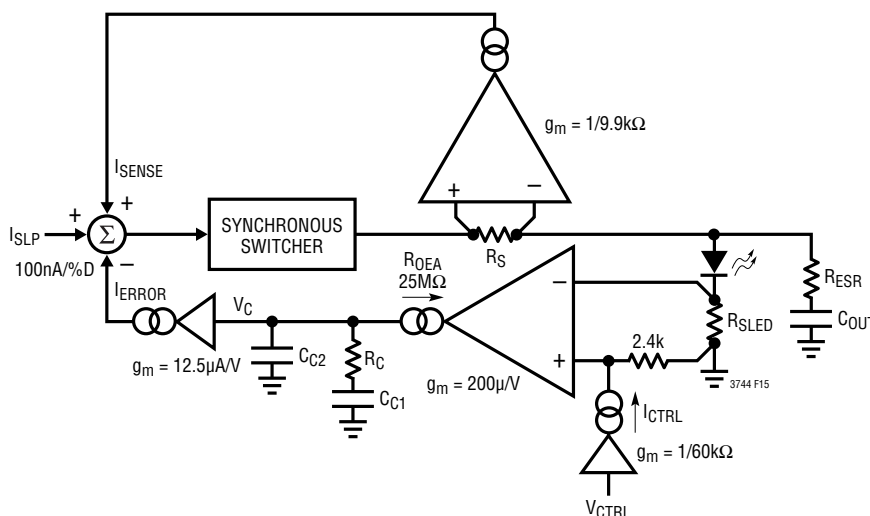 gm = 1/9.9kΩ
ISENSE
+ −
+
+
ISLP
Σ
SYNCHRONOUS
SWITCHER
RS
100nA/%D
−
IERROR
VC
ROEA
25MΩ
−
RESR
RSLED
COUT
2.4k
+
gm = 12.5µA/V
CC2
RC
CC1
gm = 200µ/V
3744 F15
ICTRL
gm = 1/60kΩ
VCTRL